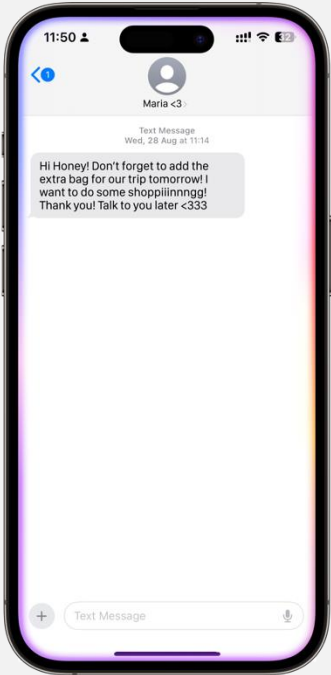 11:50
32
1
Maria <3
Text Message
Wed, 28 Aug at 11:14
Hi Honey! Don't forget to add the
extra bag for our trip tomorrow! I
want to do some shoppiiinnngg!
Thank you! Talk to you later <333
Text Message